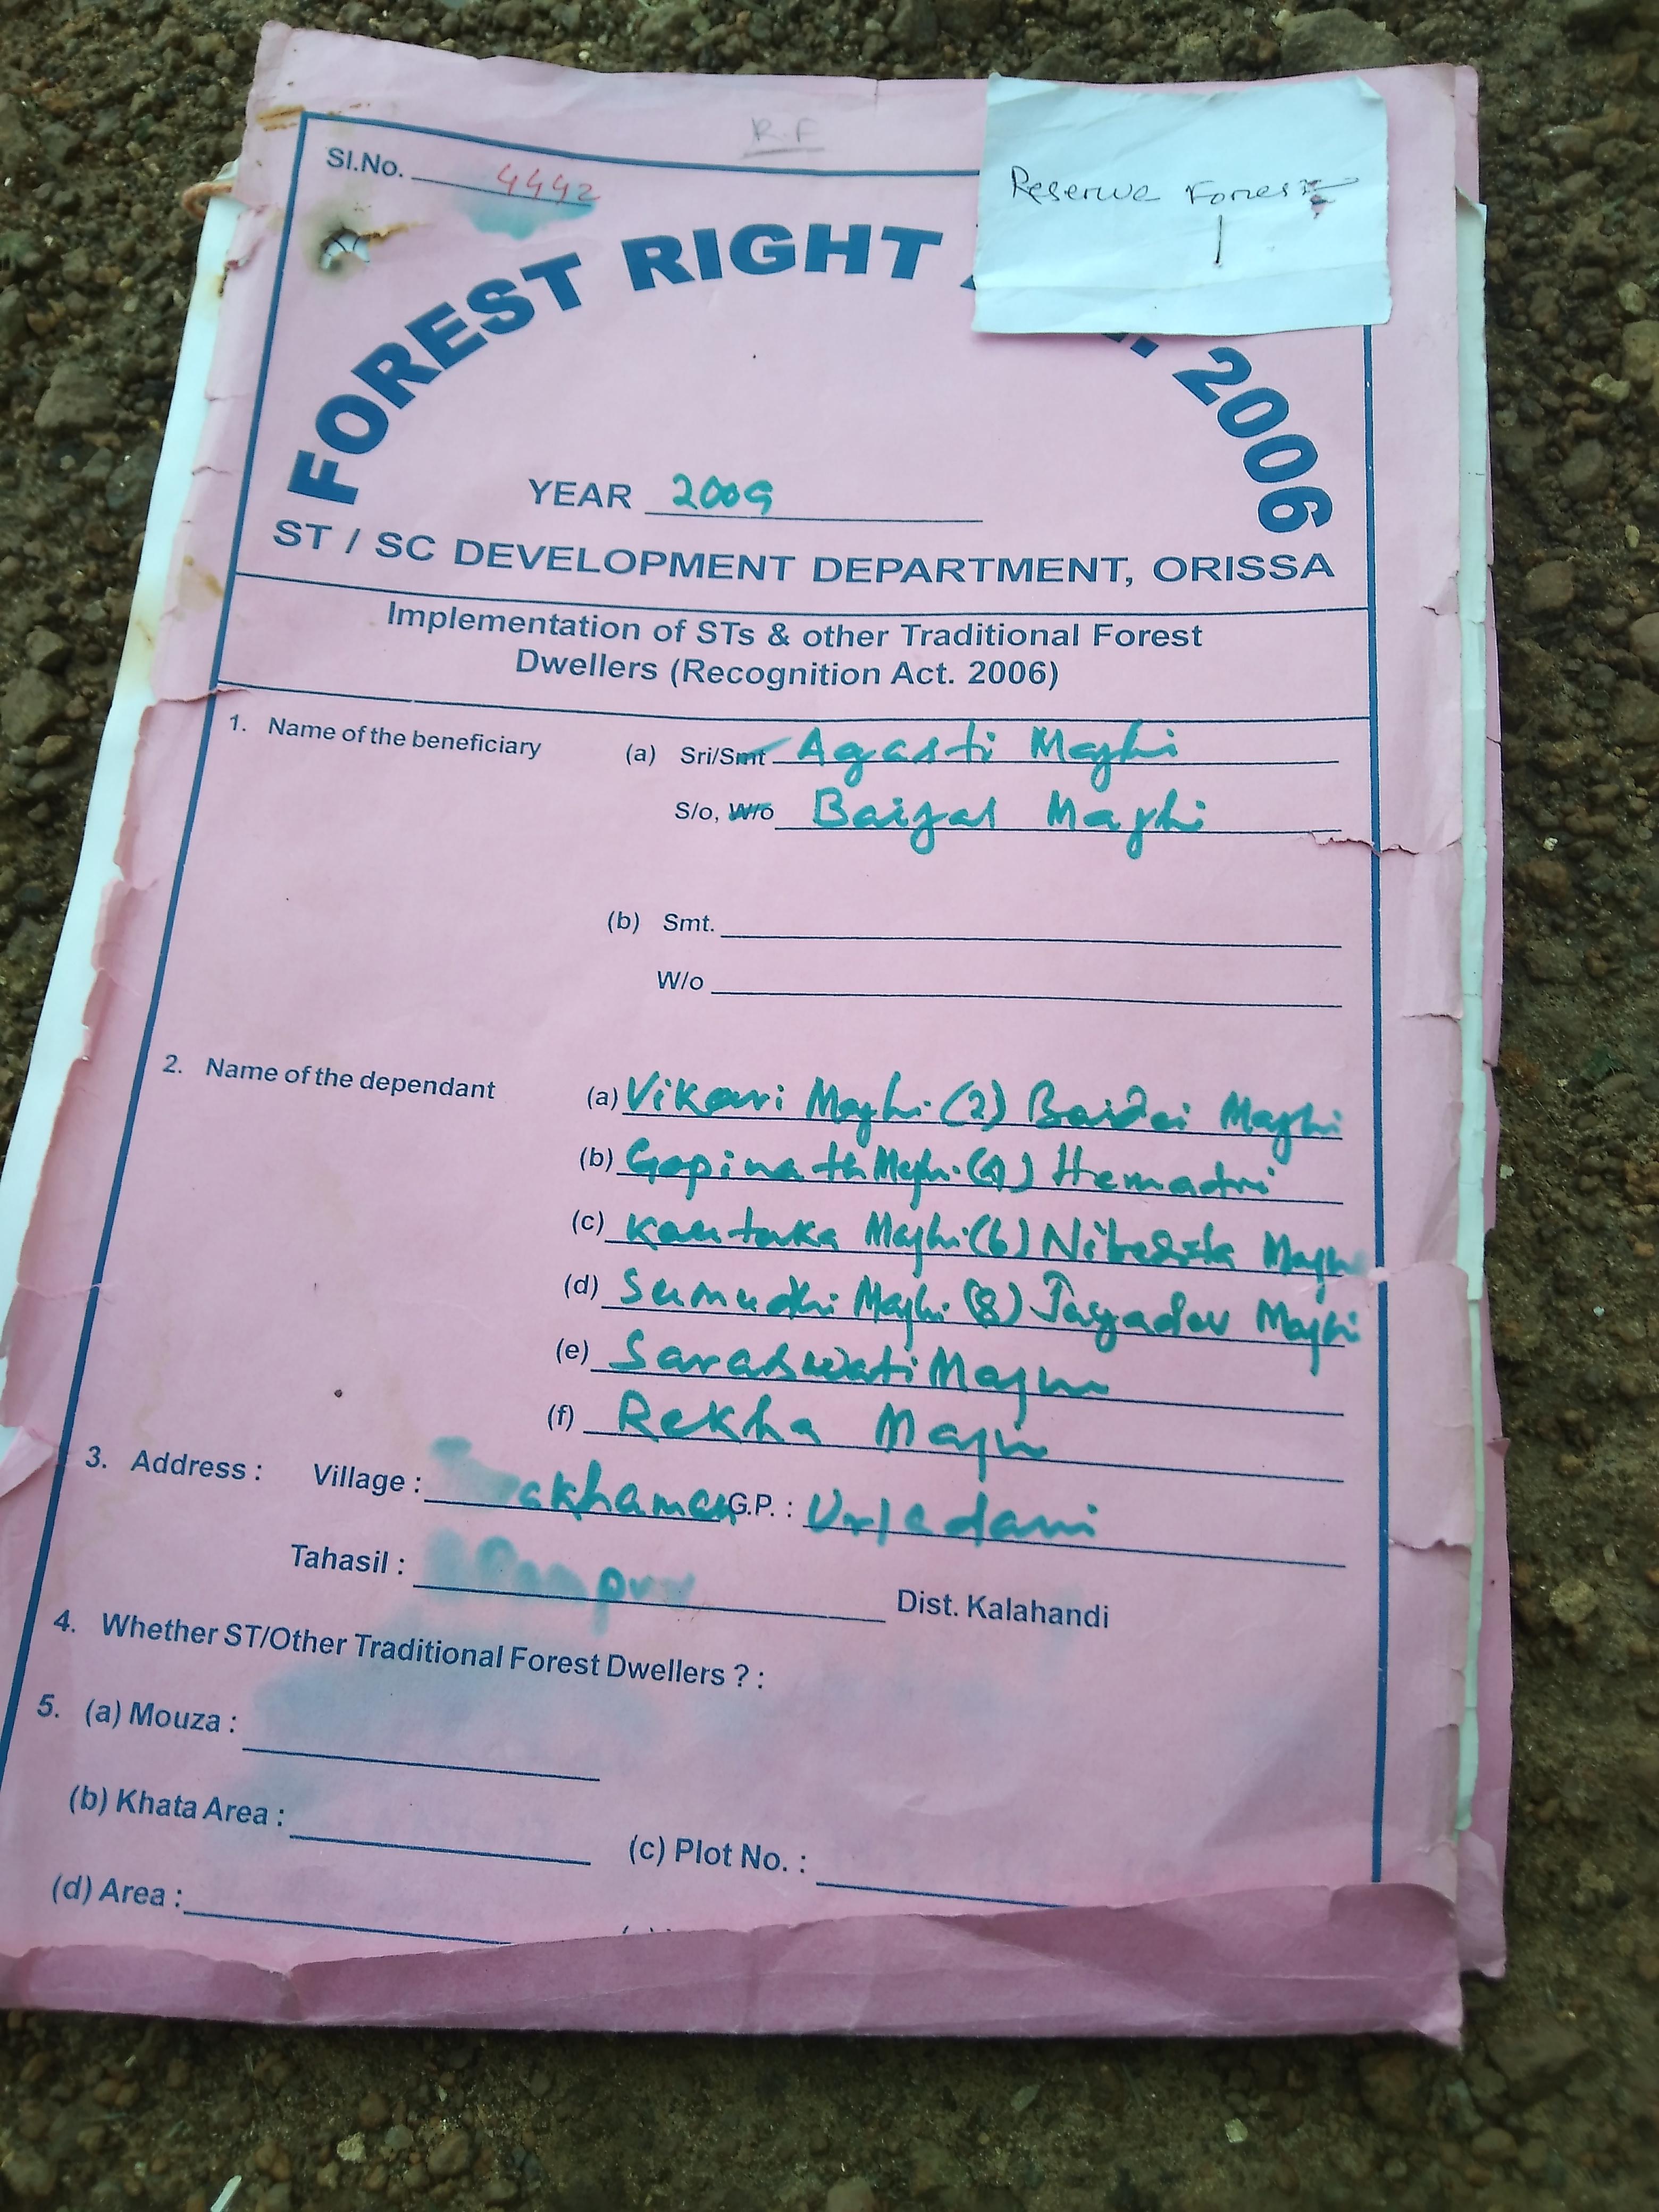 R.F
Sl.No. 4442
Reserve Forest
FOREST RIGHT 2006
YEAR 2009
ST / SC DEVELOPMENT DEPARTMENT, ORISSA
Implementation of STs & other Traditional Forest
Dwellers (Recognition Act. 2006)
1. Name of the beneficiary (a) Sri/Smt Agasti Majhi
S/o, W/o Majhi
(b) Smt.
W/o
2. Name of the dependant (a) Vikari Majhi (2) Baidei Majhi
(b) Gopinath Majhi (4) Hemadri
(c) Majhi (6) Majhi
(d) Majhi (8) Jayadev Majhi
(e) Saraswati Majhi
(f) Rekha Majhi
3. Address : Village : G.P. : Urladani
Tahasil : Dist. Kalahandi
4. Whether ST/Other Traditional Forest Dwellers ? :
5. (a) Mouza :
(b) Khata Area : (c) Plot No. :
(d) Area :